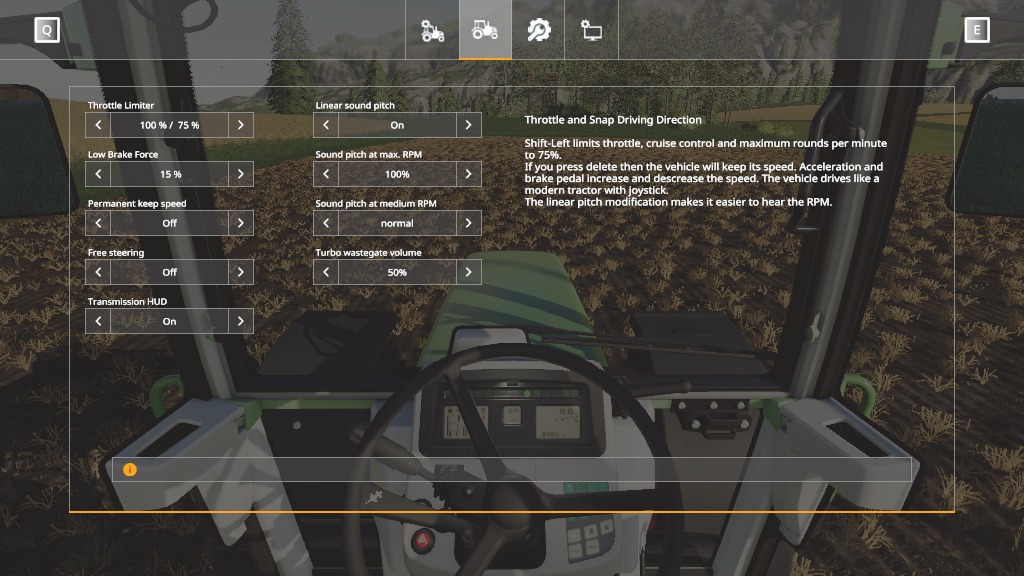 Q
E
Throttle Limiter
100 % / 75 %
Low Brake Force
15 %
Permanent keep speed
Off
Free steering
Off
Transmission HUD
On
Linear sound pitch
On
Sound pitch at max. RPM
100%
Sound pitch at medium RPM
normal
Turbo wastegate volume
50%
Throttle and Snap Driving Direction
Shift-Left limits throttle, cruise control and maximum rounds per minute
to 75%.
If you press delete then the vehicle will keep its speed. Acceleration and
brake pedal increase and descrease the speed. The vehicle drives like a
modern tractor with joystick.
The linear pitch modification makes it easier to hear the RPM.